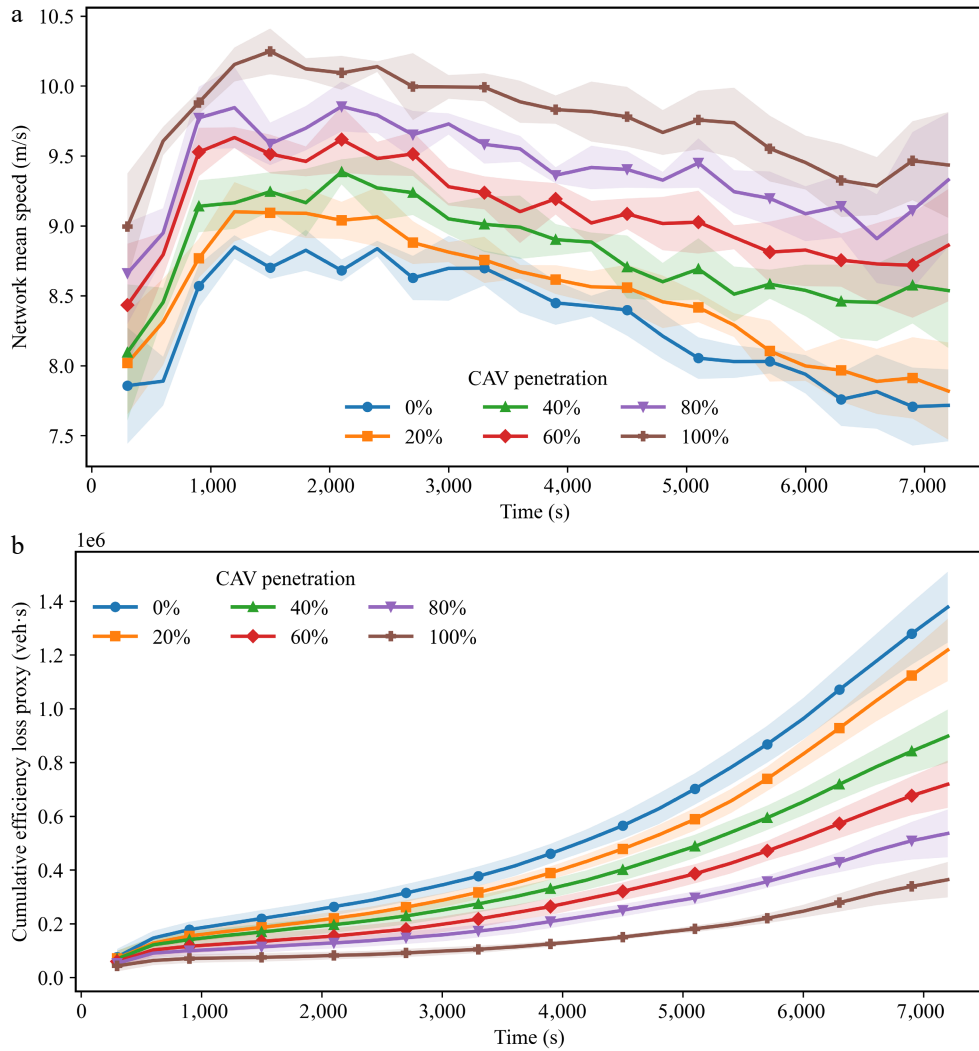 a
10.5
10.0
9.5
9.0
8.5
8.0
7.5
Network mean speed (m/s)
CAV penetration
0% 40% 80%
20% 60% 100%
0 1,000 2,000 3,000 4,000 5,000 6,000 7,000
Time (s)
b
1e6
1.4
1.2
1.0
0.8
0.6
0.4
0.2
0.0
Cumulative efficiency loss proxy (veh·s)
CAV penetration
0% 40% 80%
20% 60% 100%
0 1,000 2,000 3,000 4,000 5,000 6,000 7,000
Time (s)